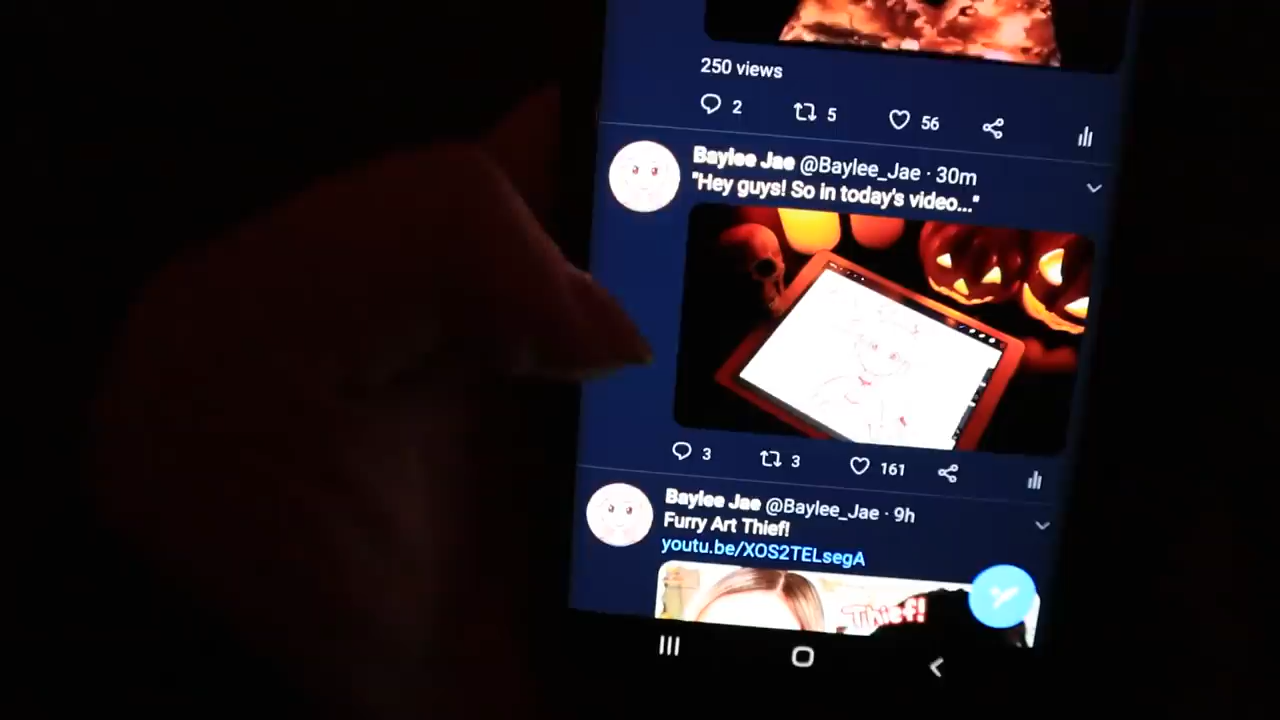 250 views
2 5 56
Baylee Jae @Baylee_Jae · 30m
"Hey guys! So in today's video..."
3 3 161
Baylee Jae @Baylee_Jae · 9h
Furry Art Thief!
youtu.be/XOS2TELsegA
Thief!